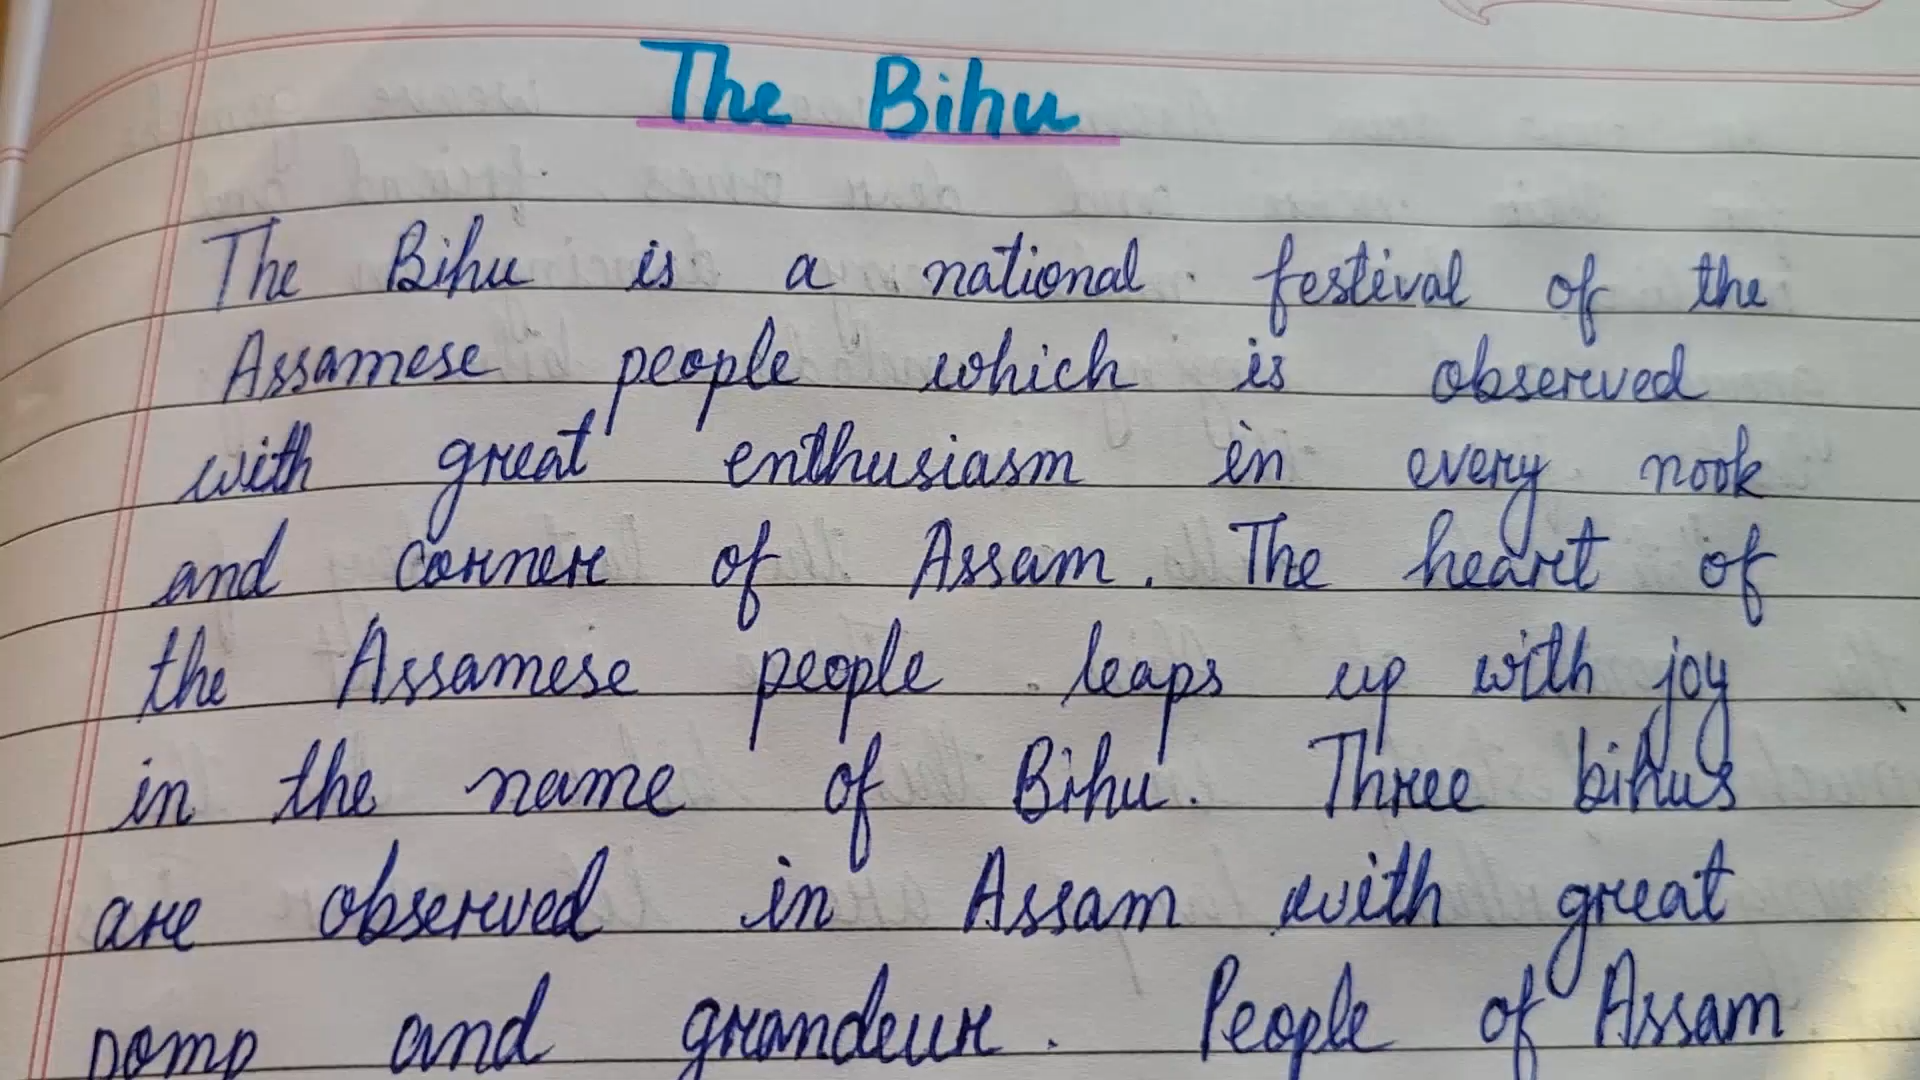 The Bihu
The Bihu is a national festival of the
Assamese people which is observed
with great enthusiasm in every nook
and corner of Assam. The heart of
the Assamese people leaps up with joy
in the name of Bihu. Three bihus
are observed in Assam with great
pomp and grandeur. People of Assam